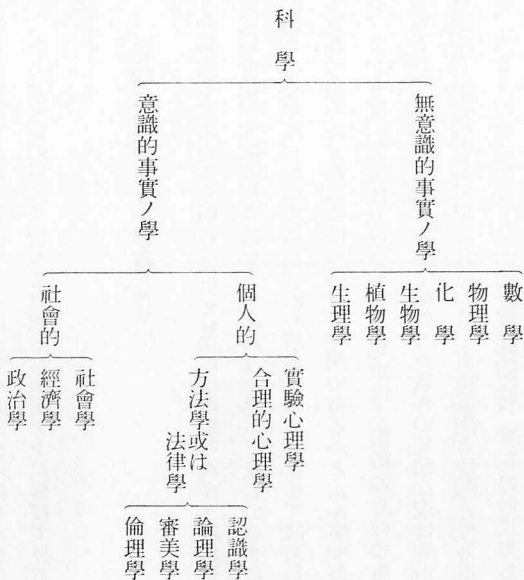 科學
無意識的事實ノ學
數學
物理學
化學
生物學
植物學
生理學
意識的事實ノ學
個人的
實驗心理學
合理的心理學
方法學或は
法律學
認識學
論理學
審美學
倫理學
社會的
社會學
經濟學
政治學